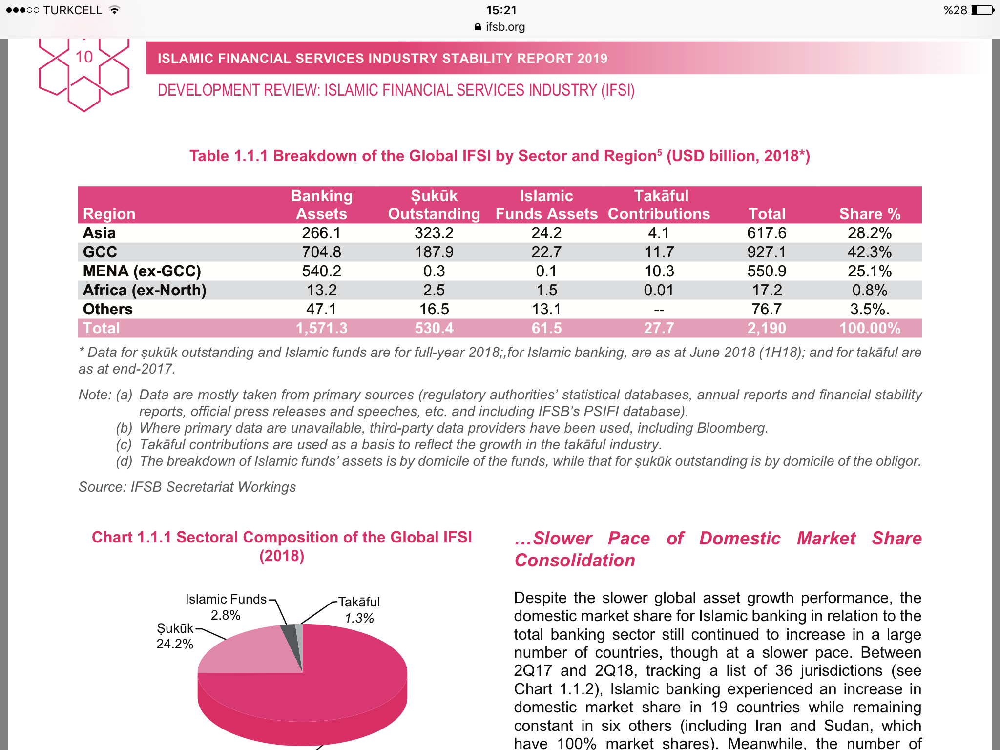 TURKCELL 15:21 %28
ifsb.org
10
ISLAMIC FINANCIAL SERVICES INDUSTRY STABILITY REPORT 2019
DEVELOPMENT REVIEW: ISLAMIC FINANCIAL SERVICES INDUSTRY (IFSI)
Table 1.1.1 Breakdown of the Global IFSI by Sector and Region⁵ (USD billion, 2018*)
Region Banking Assets Ṣukūk Outstanding Islamic Funds Assets Takāful Contributions Total Share %
Asia 266.1 323.2 24.2 4.1 617.6 28.2%
GCC 704.8 187.9 22.7 11.7 927.1 42.3%
MENA (ex-GCC) 540.2 0.3 0.1 10.3 550.9 25.1%
Africa (ex-North) 13.2 2.5 1.5 0.01 17.2 0.8%
Others 47.1 16.5 13.1 -- 76.7 3.5%.
Total 1,571.3 530.4 61.5 27.7 2,190 100.00%
* Data for ṣukūk outstanding and Islamic funds are for full-year 2018;,for Islamic banking, are as at June 2018 (1H18); and for takāful are
as at end-2017.
Note: (a) Data are mostly taken from primary sources (regulatory authorities’ statistical databases, annual reports and financial stability
reports, official press releases and speeches, etc. and including IFSB’s PSIFI database).
(b) Where primary data are unavailable, third-party data providers have been used, including Bloomberg.
(c) Takāful contributions are used as a basis to reflect the growth in the takāful industry.
(d) The breakdown of Islamic funds’ assets is by domicile of the funds, while that for ṣukūk outstanding is by domicile of the obligor.
Source: IFSB Secretariat Workings
Chart 1.1.1 Sectoral Composition of the Global IFSI
(2018)
Islamic Funds
2.8%
Takāful
1.3%
Ṣukūk
24.2%
…Slower Pace of Domestic Market Share
Consolidation
Despite the slower global asset growth performance, the
domestic market share for Islamic banking in relation to the
total banking sector still continued to increase in a large
number of countries, though at a slower pace. Between
2Q17 and 2Q18, tracking a list of 36 jurisdictions (see
Chart 1.1.2), Islamic banking experienced an increase in
domestic market share in 19 countries while remaining
constant in six others (including Iran and Sudan, which
have 100% market shares). Meanwhile, the number of